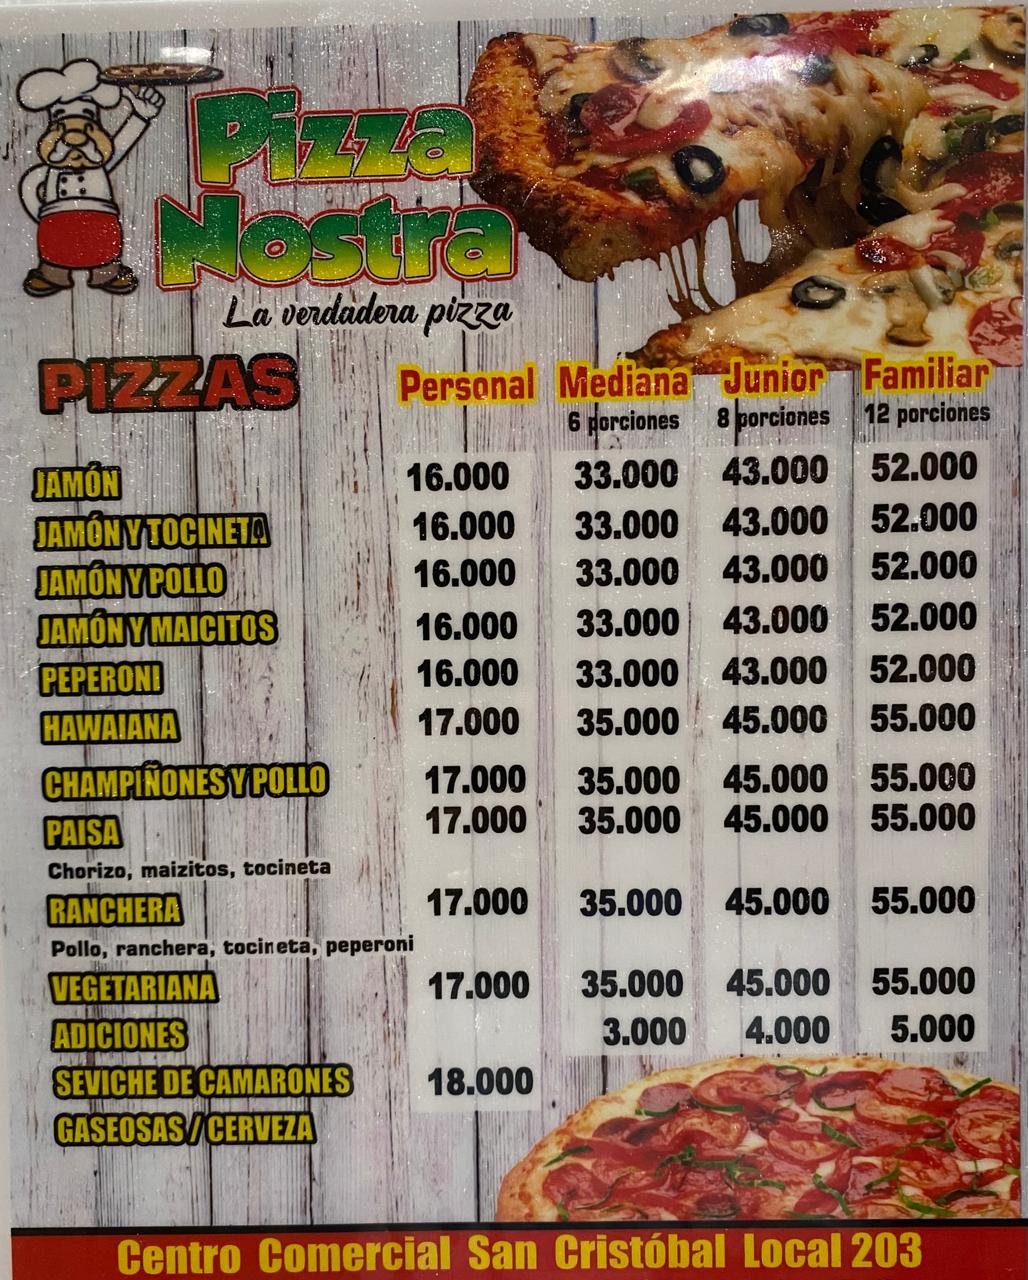 Pizza
Nostra
La verdadera pizza
PIZZAS Personal Mediana Junior Familiar
6 porciones 8 porciones 12 porciones
JAMÓN 16.000 33.000 43.000 52.000
JAMÓN Y TOCINETA 16.000 33.000 43.000 52.000
JAMÓN Y POLLO 16.000 33.000 43.000 52.000
JAMÓN Y MAICITOS 16.000 33.000 43.000 52.000
PEPERONI 16.000 33.000 43.000 52.000
HAWAIANA 17.000 35.000 45.000 55.000
CHAMPIÑONES Y POLLO 17.000 35.000 45.000 55.000
PAISA 17.000 35.000 45.000 55.000
Chorizo, maizitos, tocineta
RANCHERA 17.000 35.000 45.000 55.000
Pollo, ranchera, tocineta, peperoni
VEGETARIANA 17.000 35.000 45.000 55.000
ADICIONES 3.000 4.000 5.000
SEVICHE DE CAMARONES 18.000
GASEOSAS / CERVEZA
Centro Comercial San Cristóbal Local 203